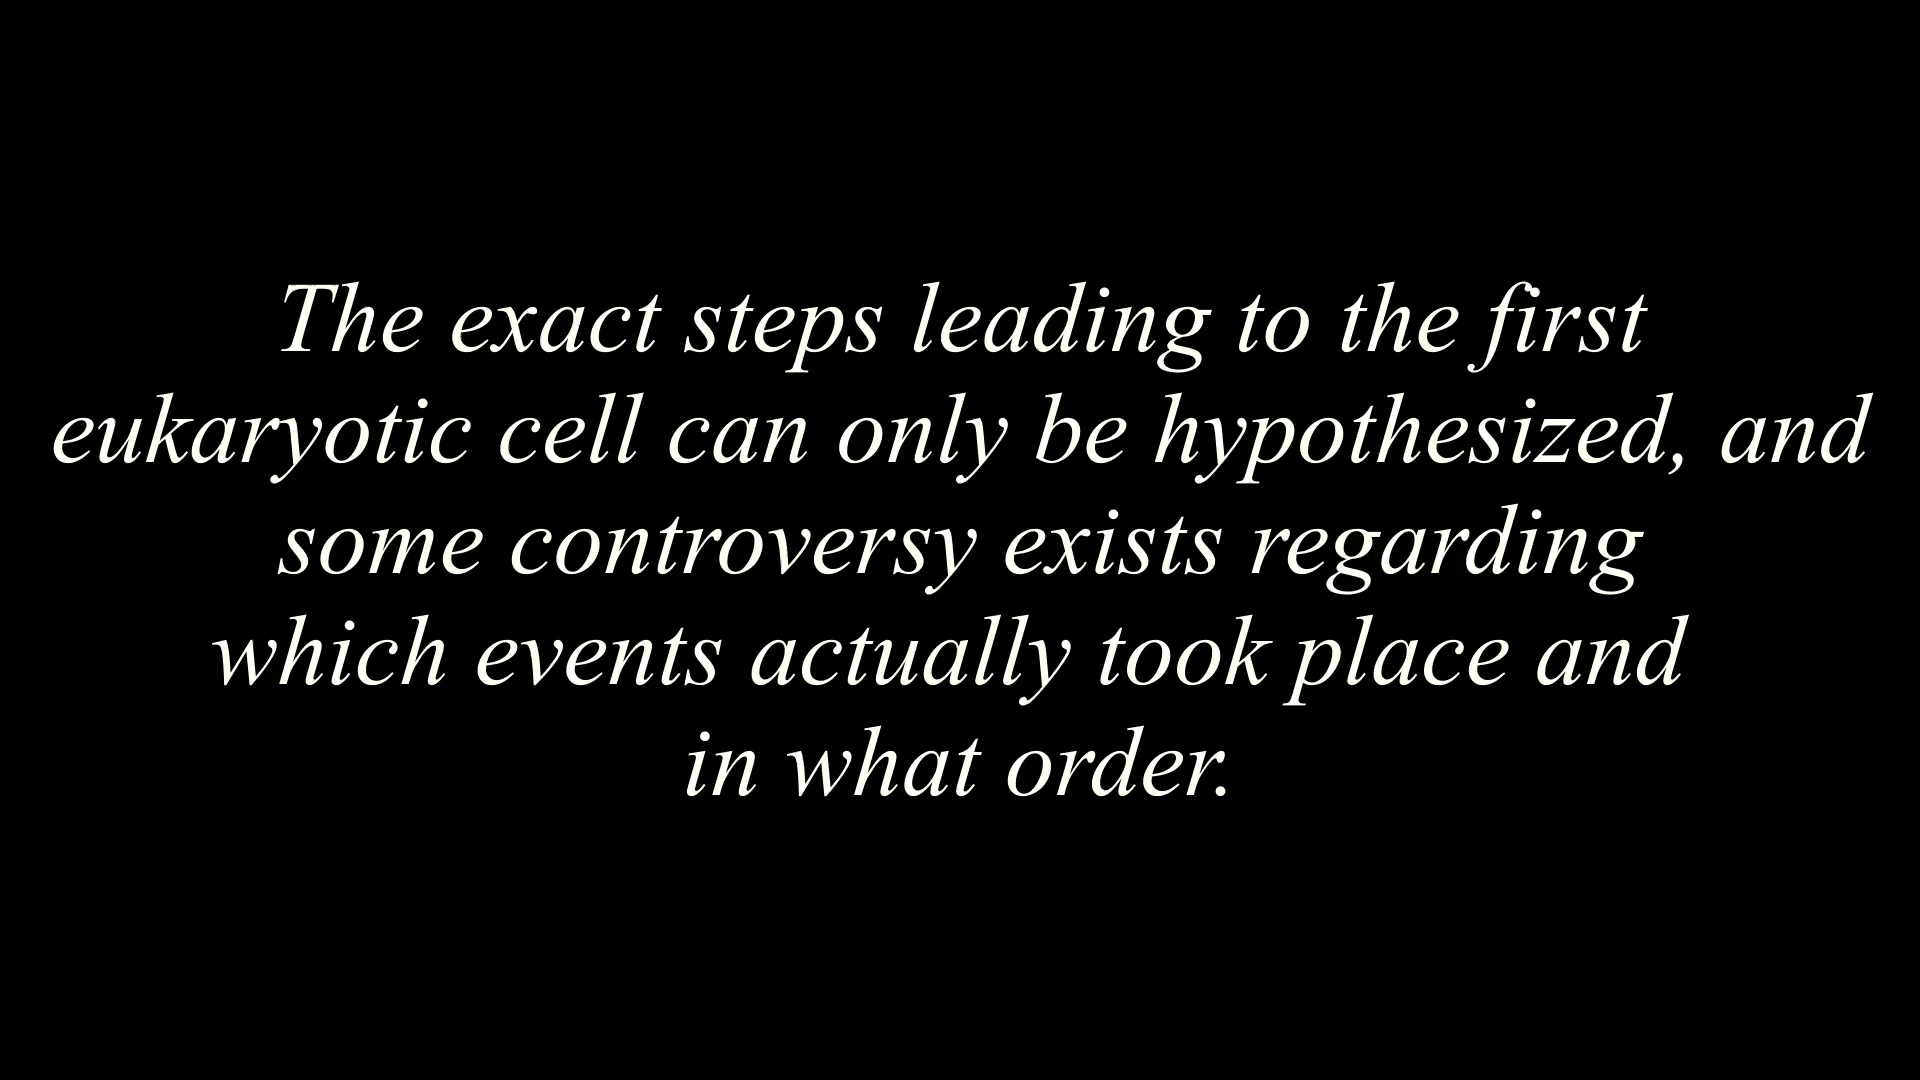 The exact steps leading to the first
eukaryotic cell can only be hypothesized, and
some controversy exists regarding
which events actually took place and
in what order.